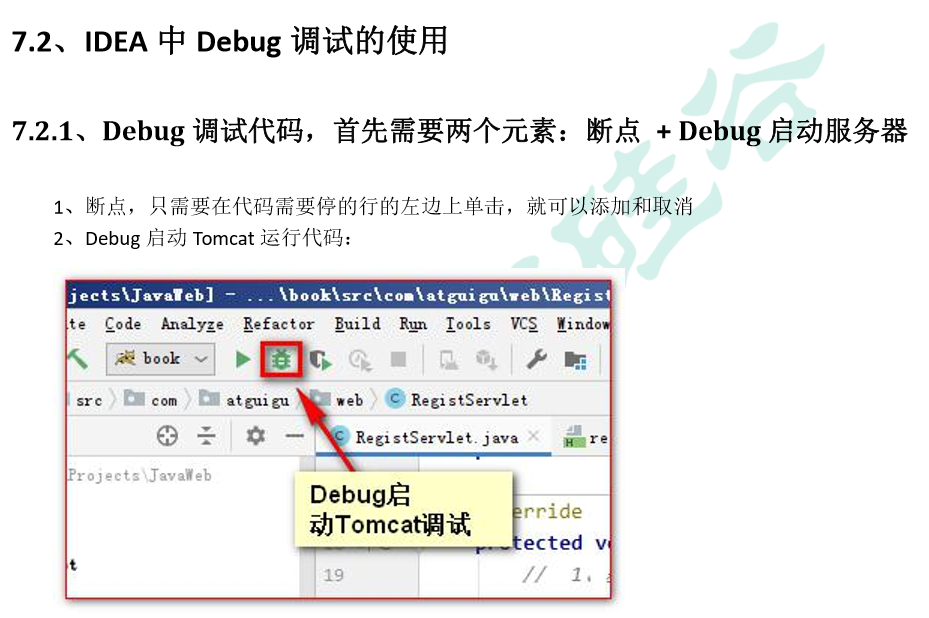 7.2、IDEA 中 Debug 调试的使用
7.2.1、Debug 调试代码，首先需要两个元素：断点 + Debug 启动服务器
1、断点，只需要在代码需要停的行的左边上单击，就可以添加和取消
2、Debug 启动 Tomcat 运行代码：
jects\JavaWeb] - ...\book\src\com\atguigu\web\Regist
te Code Analyze Refactor Build Run Tools VCS Window
book
src com atguigu web RegistServlet
RegistServlet.java re
Projects\JavaWeb
Debug启
动Tomcat调试
erride
tected v
t
19 // 1、
硅谷